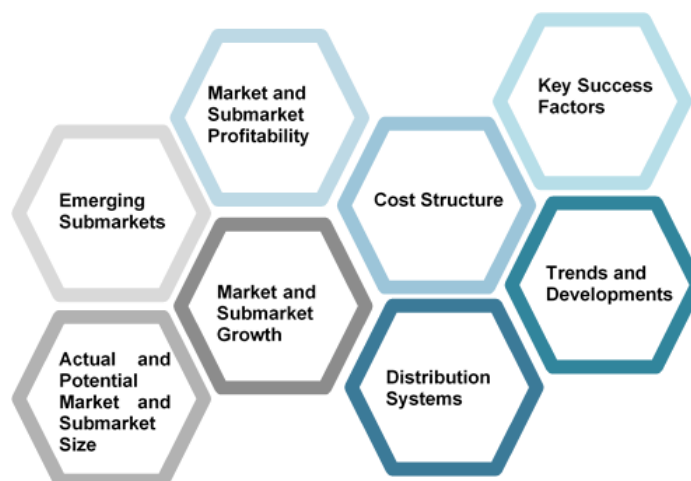 Market and
Submarket
Profitability
Key Success
Factors
Emerging
Submarkets
Cost Structure
Market and
Submarket
Growth
Trends and
Developments
Actual and
Potential
Market and
Submarket
Size
Distribution
Systems